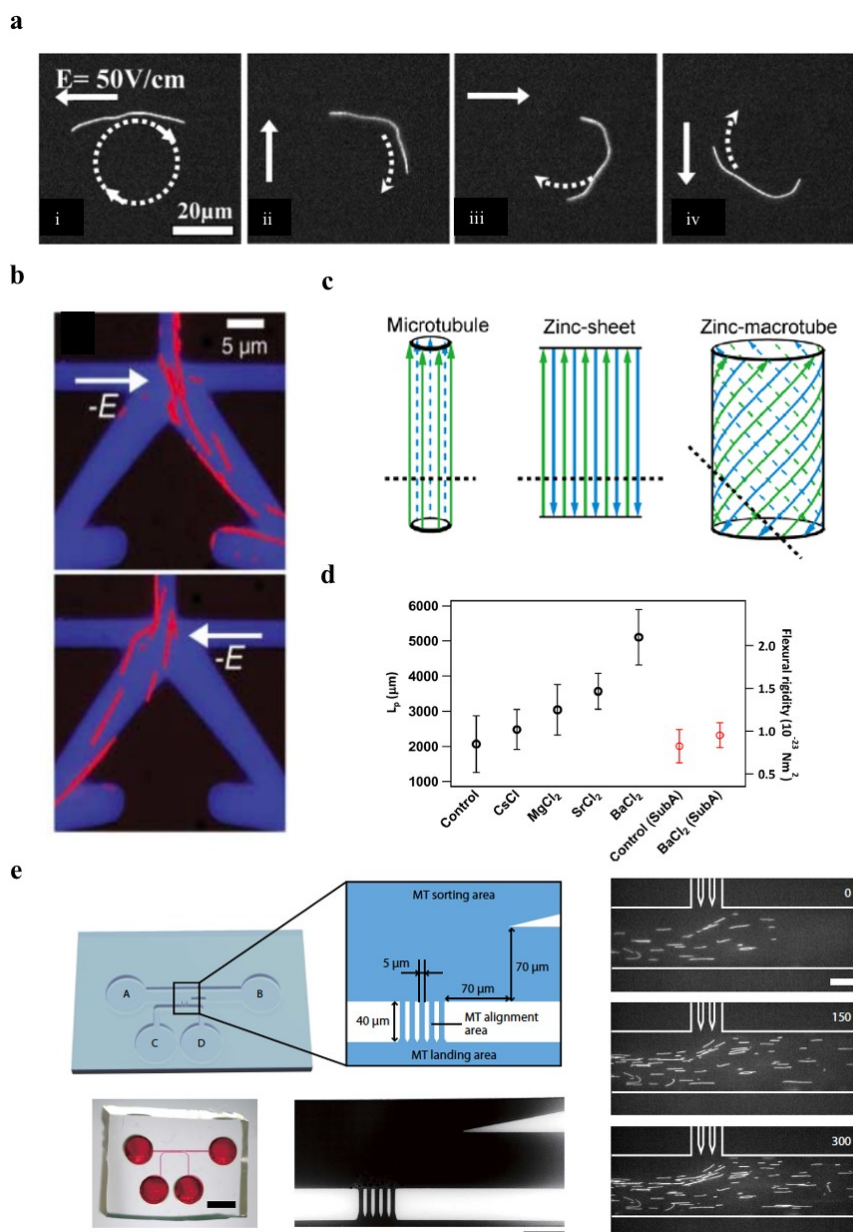 a
E= 50V/cm
i
20µm
ii
iii
iv
b
5 µm
-E
-E
c
Microtubule
Zinc-sheet
Zinc-macrotube
d
6000
5000
4000
3000
2000
1000
Lp (µm)
2.0
1.5
1.0
0.5
Flexural rigidity (10^-23 Nm^2)
Control
CsCl
MgCl2
SrCl2
BaCl2
Control (SubA)
BaCl2 (SubA)
e
A
B
C
D
MT sorting area
5 µm
70 µm
70 µm
40 µm
MT alignment
area
MT landing area
0
150
300